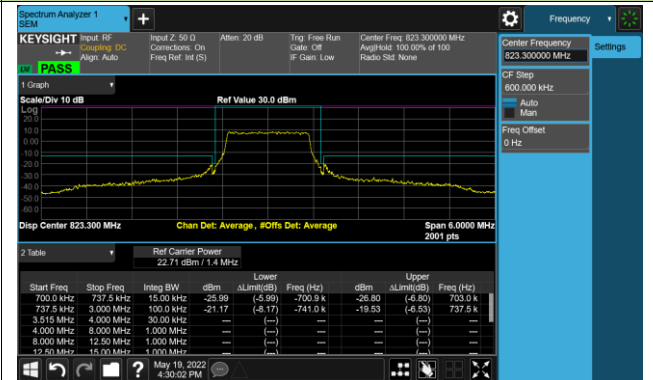 Spectrum Analyzer 1
SEM
+
Frequency
KEYSIGHT Input: RF Input Z: 50 Ω Atten: 20 dB Trig: Free Run Center Freq: 823.300000 MHz
Coupling: DC Corrections: On Gate: Off Avg|Hold: 100.00% of 100
Align: Auto Freq Ref: Int (S) IF Gain: Low Radio Std: None
PASS
Center Frequency
823.300000 MHz
Settings
CF Step
600.000 kHz
Auto
Man
Freq Offset
0 Hz
1 Graph
Scale/Div 10 dB Ref Value 30.0 dBm
Log
20.0
10.0
0.00
-10.0
-20.0
-30.0
-40.0
-50.0
-60.0
Disp Center 823.300 MHz Chan Det: Average, #Offs Det: Average Span 6.0000 MHz
2001 pts
2 Table Ref Carrier Power
22.71 dBm / 1.4 MHz
Lower Upper
Start Freq Stop Freq Integ BW dBm ΔLimit(dB) Freq (Hz) dBm ΔLimit(dB) Freq (Hz)
700.0 kHz 737.5 kHz 15.00 kHz -25.99 (-5.99) -700.9 k -26.80 (-6.80) 703.0 k
737.5 kHz 3.000 MHz 100.0 kHz -21.17 (-8.17) -741.0 k -19.53 (-6.53) 737.5 k
3.515 MHz 4.000 MHz 30.00 kHz --- (---) --- --- (---) ---
4.000 MHz 8.000 MHz 1.000 MHz --- (---) --- --- (---) ---
8.000 MHz 12.50 MHz 1.000 MHz --- (---) --- --- (---) ---
12.50 MHz 15.00 MHz 1.000 MHz --- (---) --- --- (---) ---
? May 19, 2022
4:30:02 PM